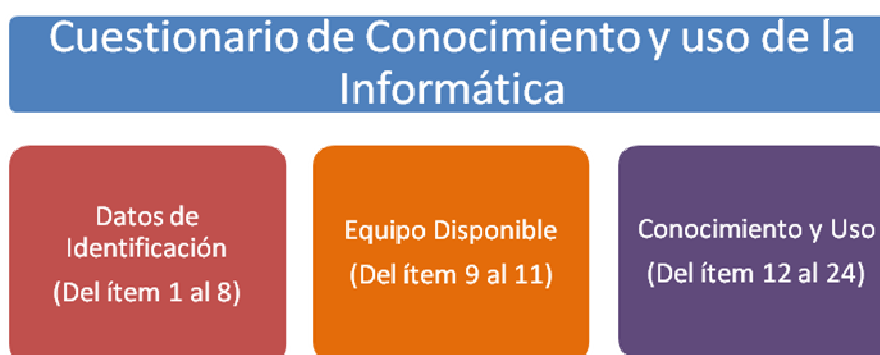 Cuestionario de Conocimiento y uso de la
Informática
Datos de
Identificación
(Del ítem 1 al 8)
Equipo Disponible
(Del ítem 9 al 11)
Conocimiento y Uso
(Del ítem 12 al 24)